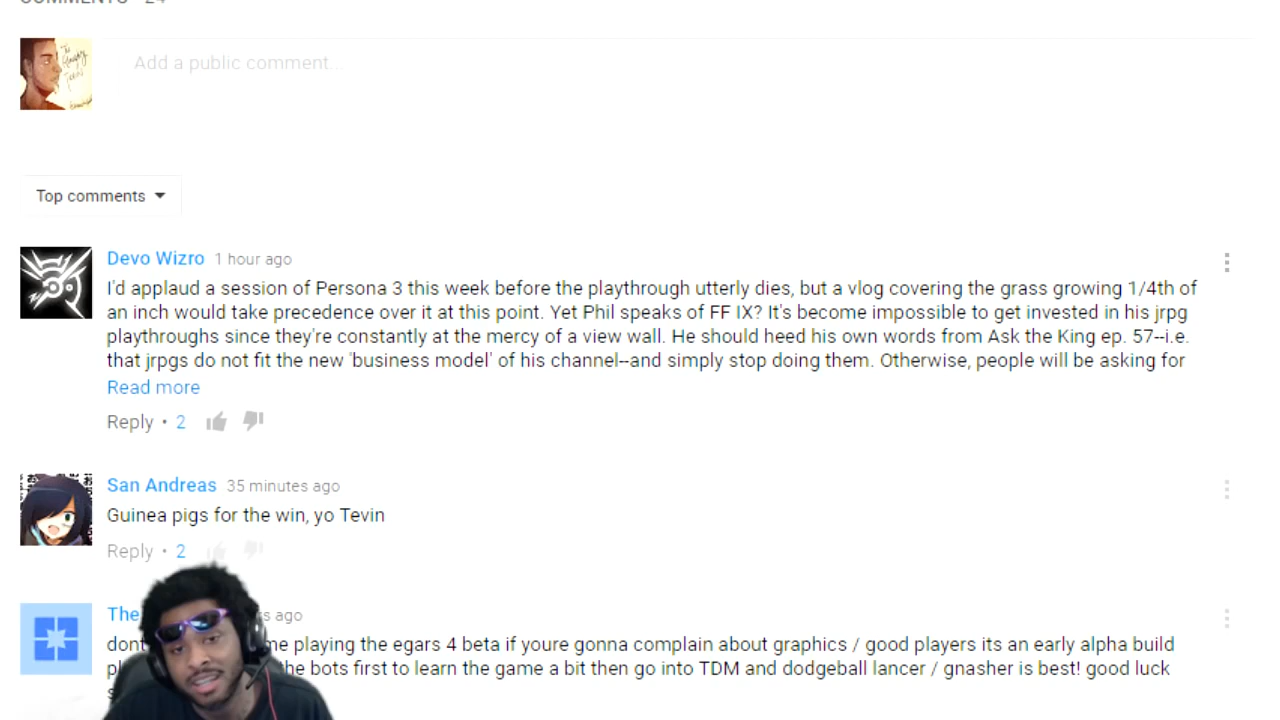 COMMENTS · 24
Add a public comment...
Top comments
Devo Wizro 1 hour ago
I'd applaud a session of Persona 3 this week before the playthrough utterly dies, but a vlog covering the grass growing 1/4th of
an inch would take precedence over it at this point. Yet Phil speaks of FF IX? It's become impossible to get invested in his jrpg
playthroughs since they're constantly at the mercy of a view wall. He should heed his own words from Ask the King ep. 57--i.e.
that jrpgs do not fit the new 'business model' of his channel--and simply stop doing them. Otherwise, people will be asking for
Read more
Reply • 2
San Andreas 35 minutes ago
Guinea pigs for the win, yo Tevin
Reply • 2
The ago
dont me playing the egars 4 beta if youre gonna complain about graphics / good players its an early alpha build
the bots first to learn the game a bit then go into TDM and dodgeball lancer / gnasher is best! good luck